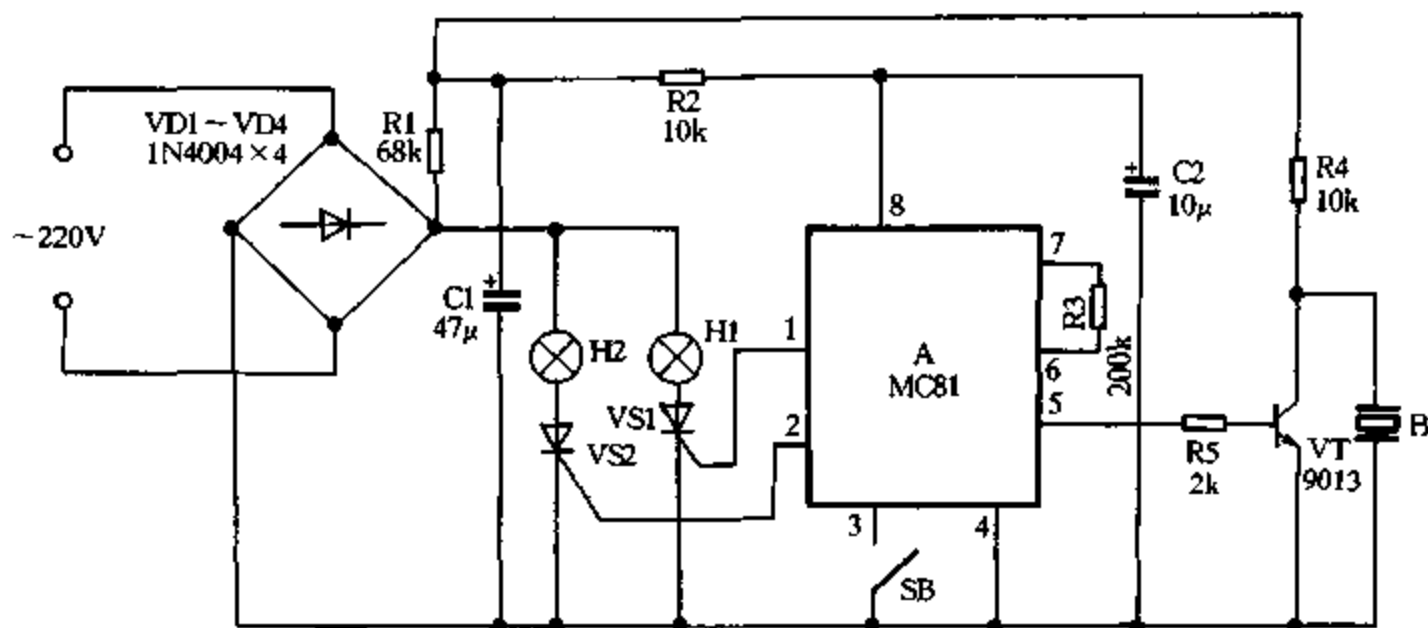 VD1～VD4
1N4004×4
～220V
R1
68k
R2
10k
C1
47μ
H2
H1
VS1
VS2
8
7
1
2
A
MC81
6
5
3
4
R3
200k
SB
C2
10μ
R4
10k
R5
2k
VT
9013
B
+
+
+